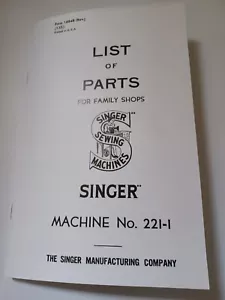 LIST
OF
PARTS
FOR FAMILY SHOPS
SINGER
SEWING
MACHINES
SINGER
MACHINE No. 221-1
THE SINGER MANUFACTURING COMPANY